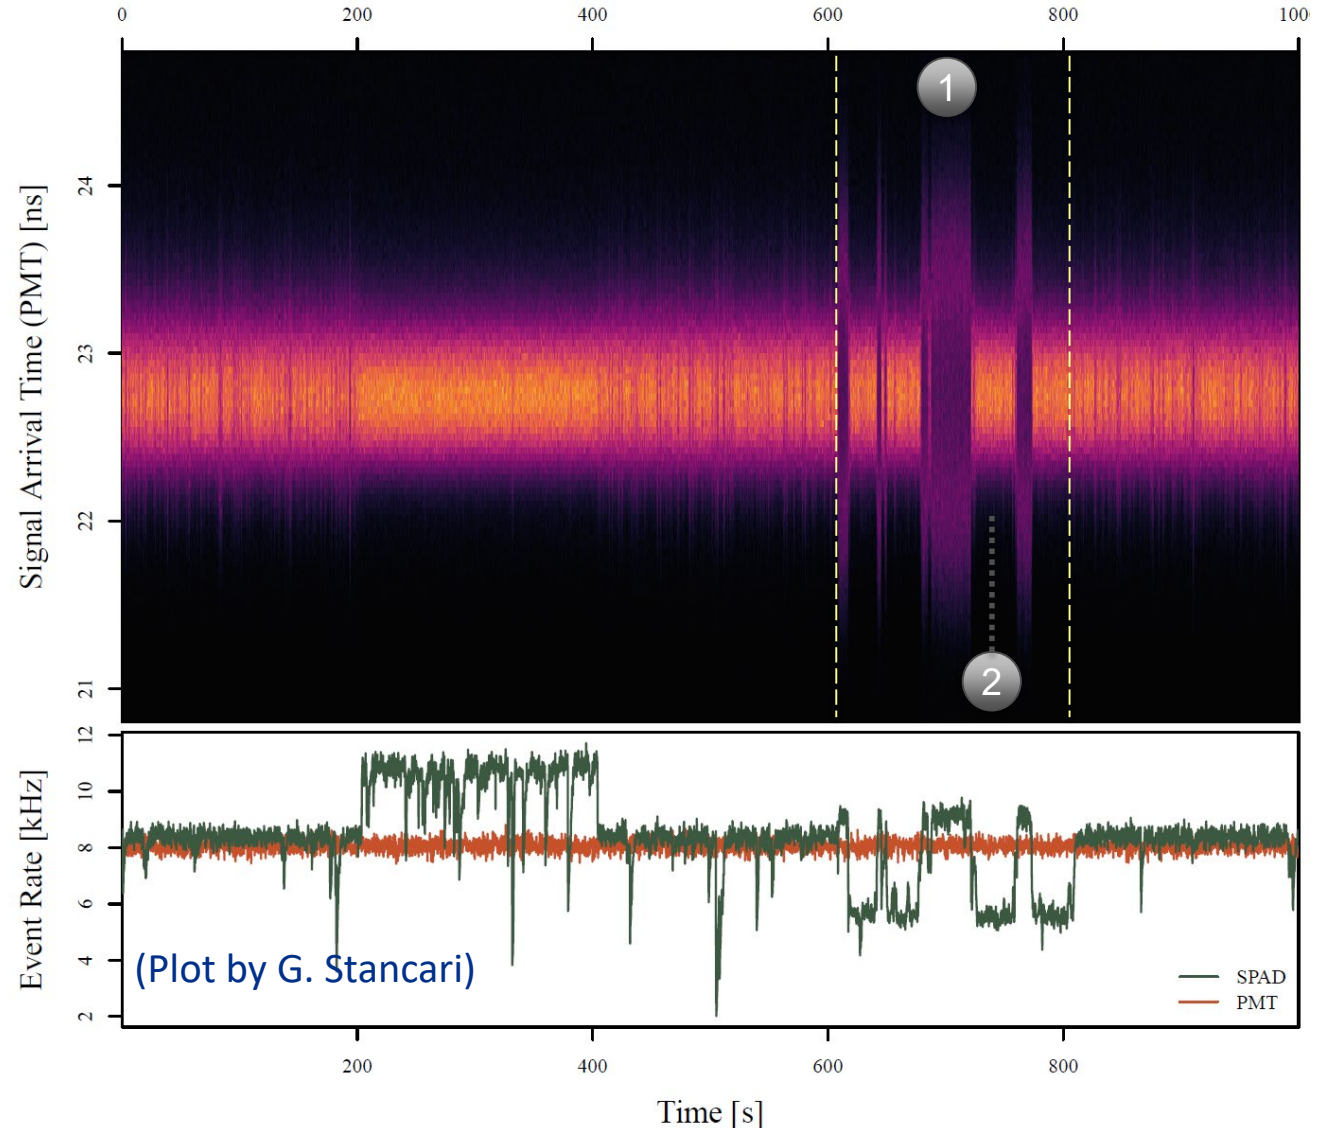 0 200 400 600 800 100
1
Signal Arrival Time (PMT) [ns]
24
23
22
21
2
Event Rate [kHz]
12
10
8
6
4
2
(Plot by G. Stancari)
SPAD
PMT
200 400 600 800
Time [s]